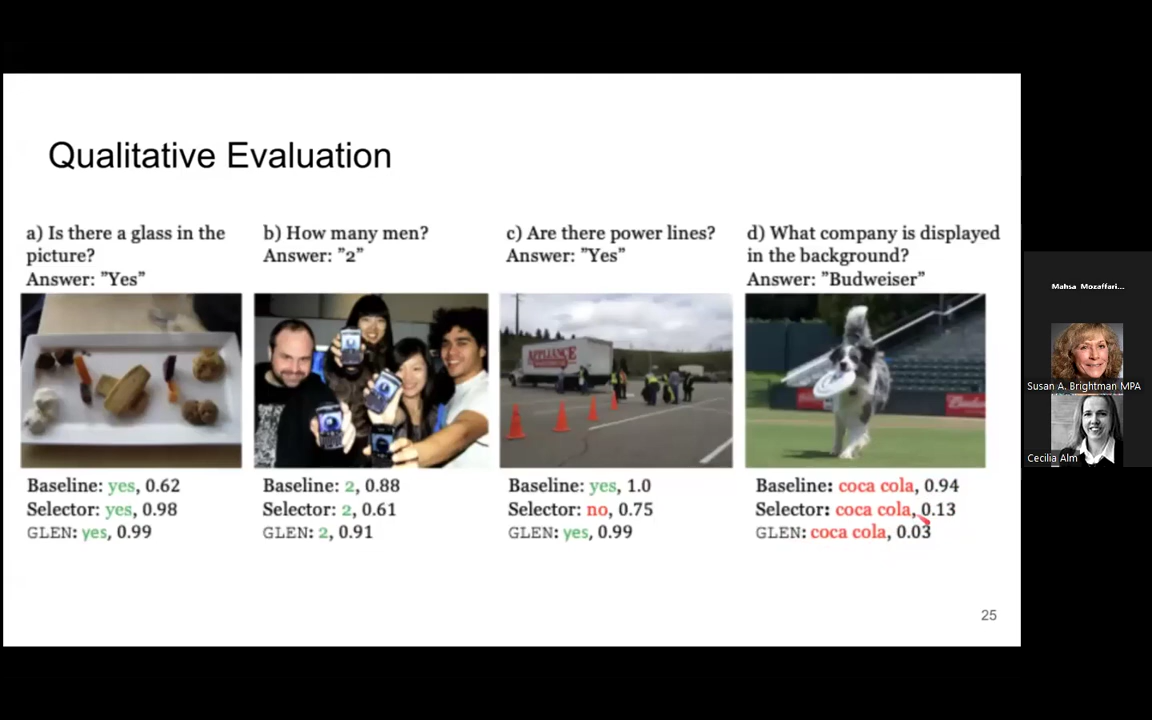 Qualitative Evaluation
a) Is there a glass in the
picture?
Answer: ”Yes”
b) How many men?
Answer: ”2”
c) Are there power lines?
Answer: ”Yes”
d) What company is displayed
in the background?
Answer: ”Budweiser”
APPLIANCE
Baseline: yes, 0.62
Selector: yes, 0.98
GLEN: yes, 0.99
Baseline: 2, 0.88
Selector: 2, 0.61
GLEN: 2, 0.91
Baseline: yes, 1.0
Selector: no, 0.75
GLEN: yes, 0.99
Baseline: coca cola, 0.94
Selector: coca cola, 0.13
GLEN: coca cola, 0.03
25
Mahsa Mozaffari...
Susan A. Brightman MPA
Cecilia Alm